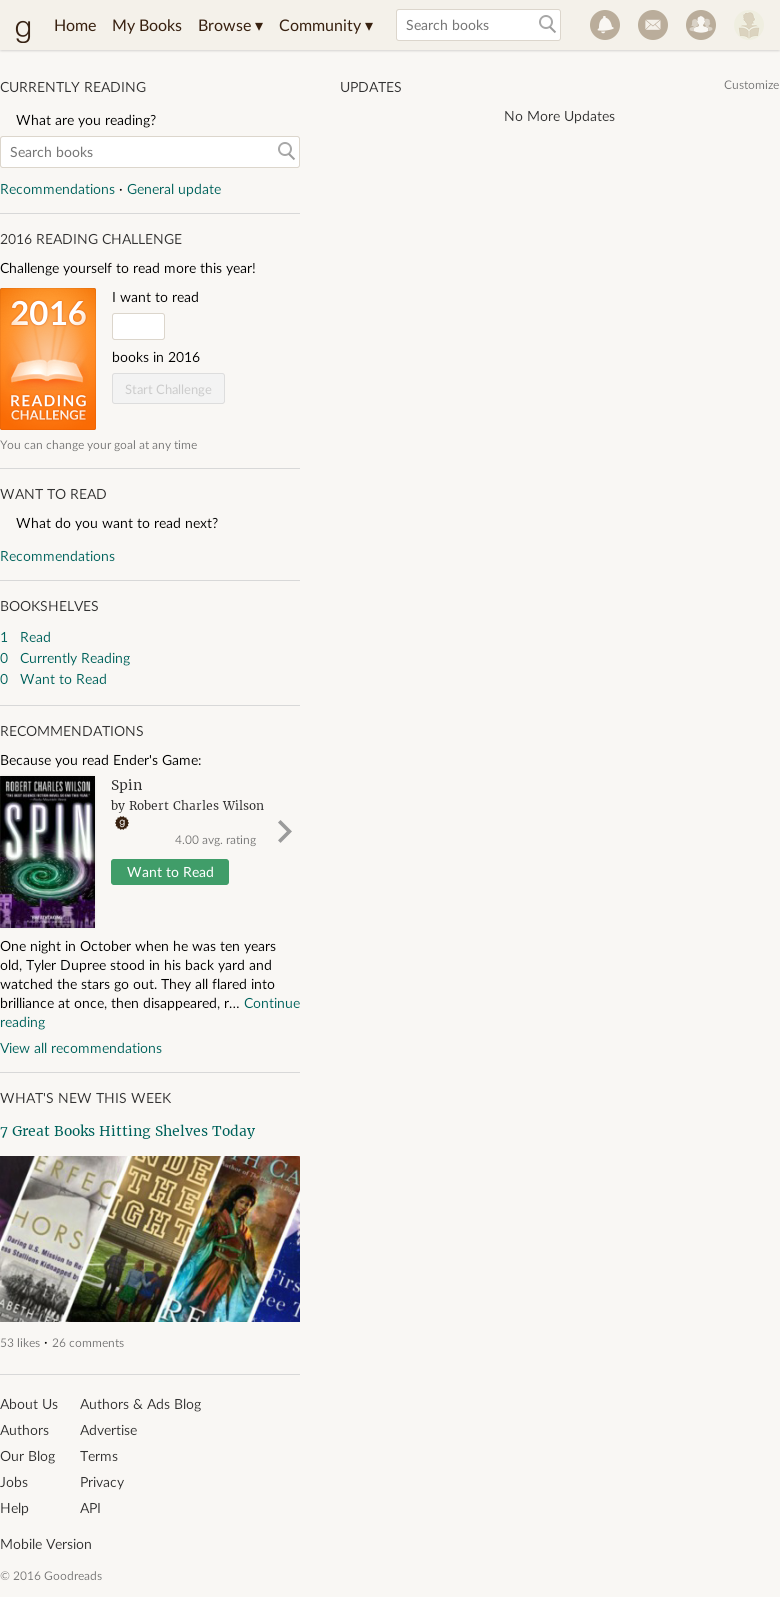 g Home My Books Browse ▾ Community ▾ Search books
CURRENTLY READING
What are you reading?
Search books
Recommendations · General update
2016 READING CHALLENGE
Challenge yourself to read more this year!
2016
READING
CHALLENGE
I want to read
books in 2016
Start Challenge
You can change your goal at any time
WANT TO READ
What do you want to read next?
Recommendations
BOOKSHELVES
1 Read
0 Currently Reading
0 Want to Read
RECOMMENDATIONS
Because you read Ender's Game:
ROBERT CHARLES WILSON
SPIN
Spin
by Robert Charles Wilson
g
4.00 avg. rating
Want to Read
One night in October when he was ten years
old, Tyler Dupree stood in his back yard and
watched the stars go out. They all flared into
brilliance at once, then disappeared, r... Continue
reading
View all recommendations
WHAT'S NEW THIS WEEK
7 Great Books Hitting Shelves Today
53 likes · 26 comments
About Us Authors & Ads Blog
Authors Advertise
Our Blog Terms
Jobs Privacy
Help API
Mobile Version
© 2016 Goodreads
UPDATES
Customize
No More Updates